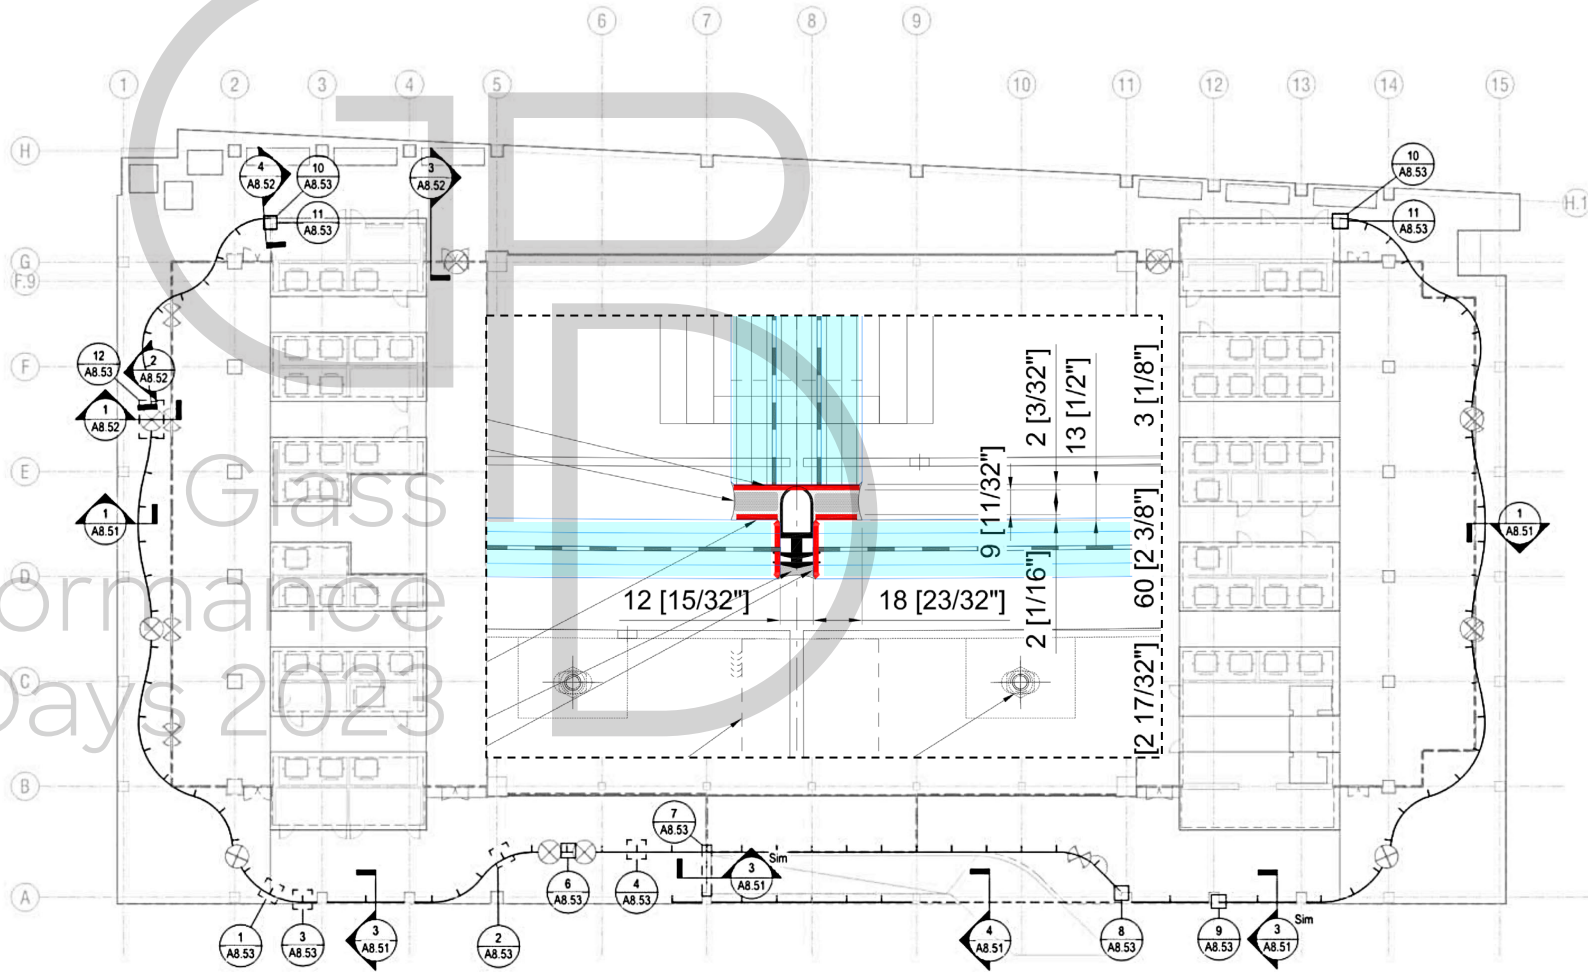 6 7 8 9
1 2 3 4 5 10 11 12 13 14 15
H
4 A8.52
10 A8.53
3 A8.52
10 A8.53
H.1
11 A8.53
11 A8.53
G
F.9
12 A8.53
2 A8.52
F
1 A8.52
E
1 A8.51
1 A8.51
D
C
B
A
2 [3/32"]
13 [1/2"]
3 [1/8"]
9 [11/32"]
60 [2 3/8"]
12 [15/32"]
18 [23/32"]
2 [1/16"]
[2 17/32"]
GPD
Glass
ormance
Days 2023
7 A8.53
3 A8.51
Sim
6 A8.53
4 A8.53
1 A8.53
3 A8.53
3 A8.51
2 A8.53
4 A8.51
8 A8.53
9 A8.53
3 A8.51
Sim